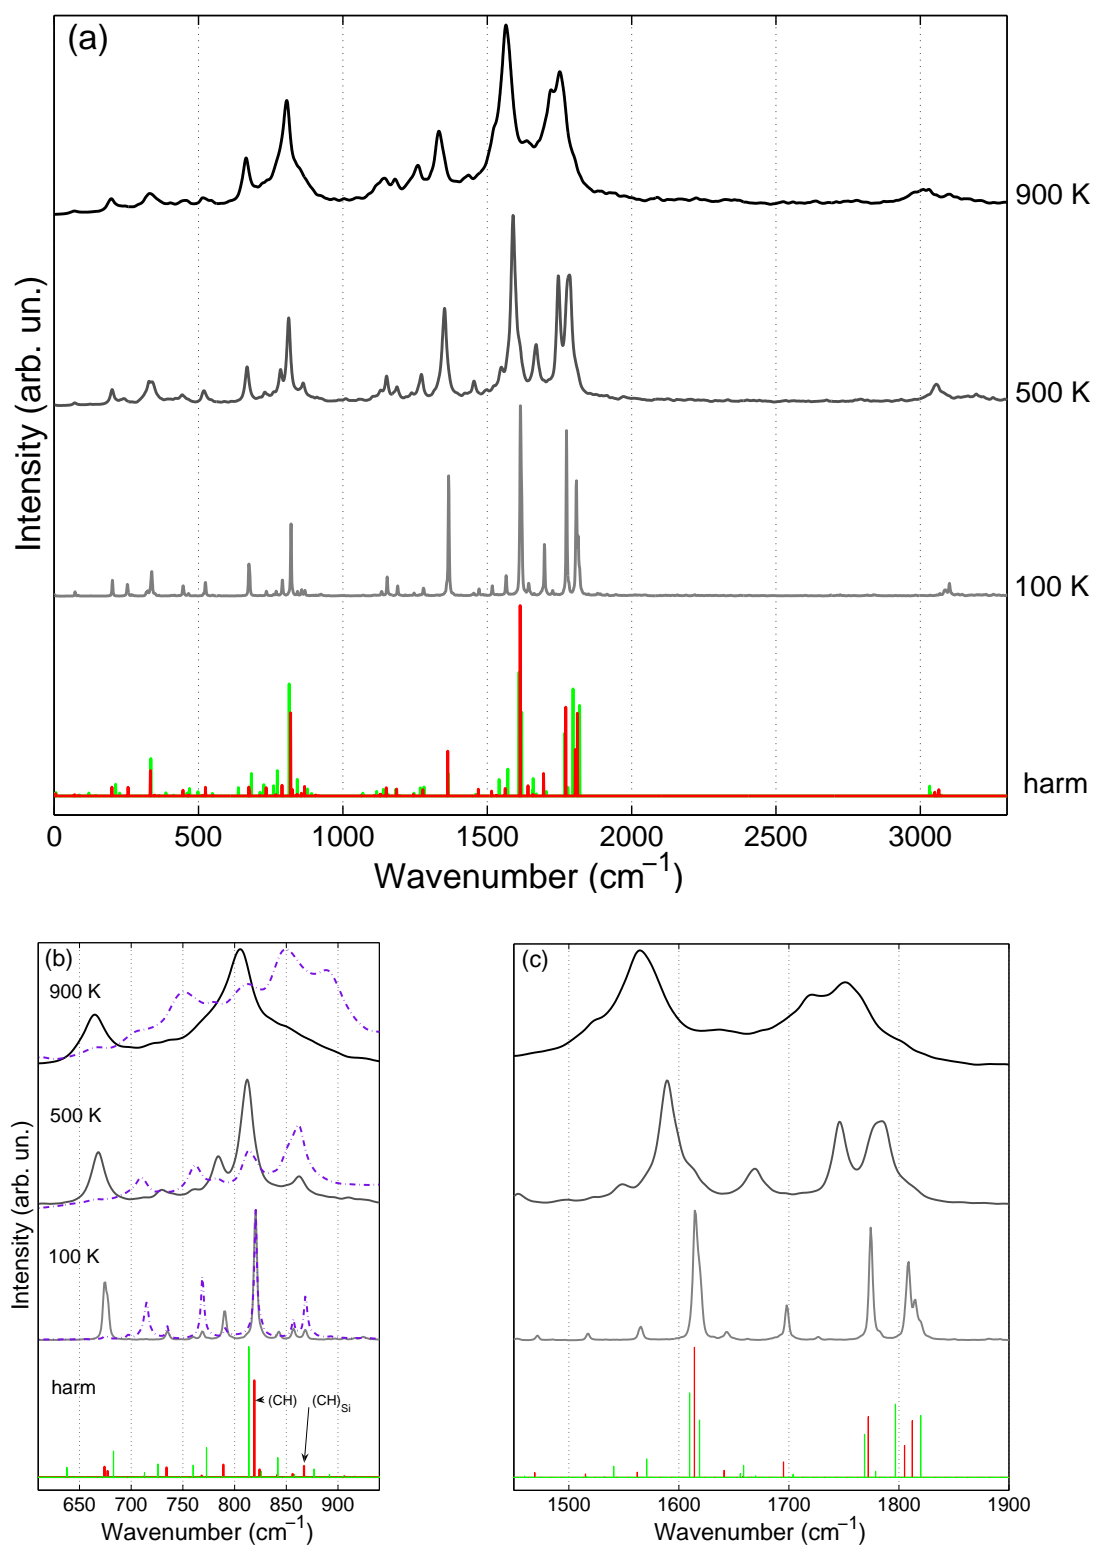 (a)
900 K
500 K
100 K
harm
Intensity (arb. un.)
0 500 1000 1500 2000 2500 3000
Wavenumber (cm⁻¹)
(b)
900 K
500 K
100 K
harm
(CH) (CH)Si
Intensity (arb. un.)
650 700 750 800 850 900
Wavenumber (cm⁻¹)
(c)
1500 1600 1700 1800 1900
Wavenumber (cm⁻¹)